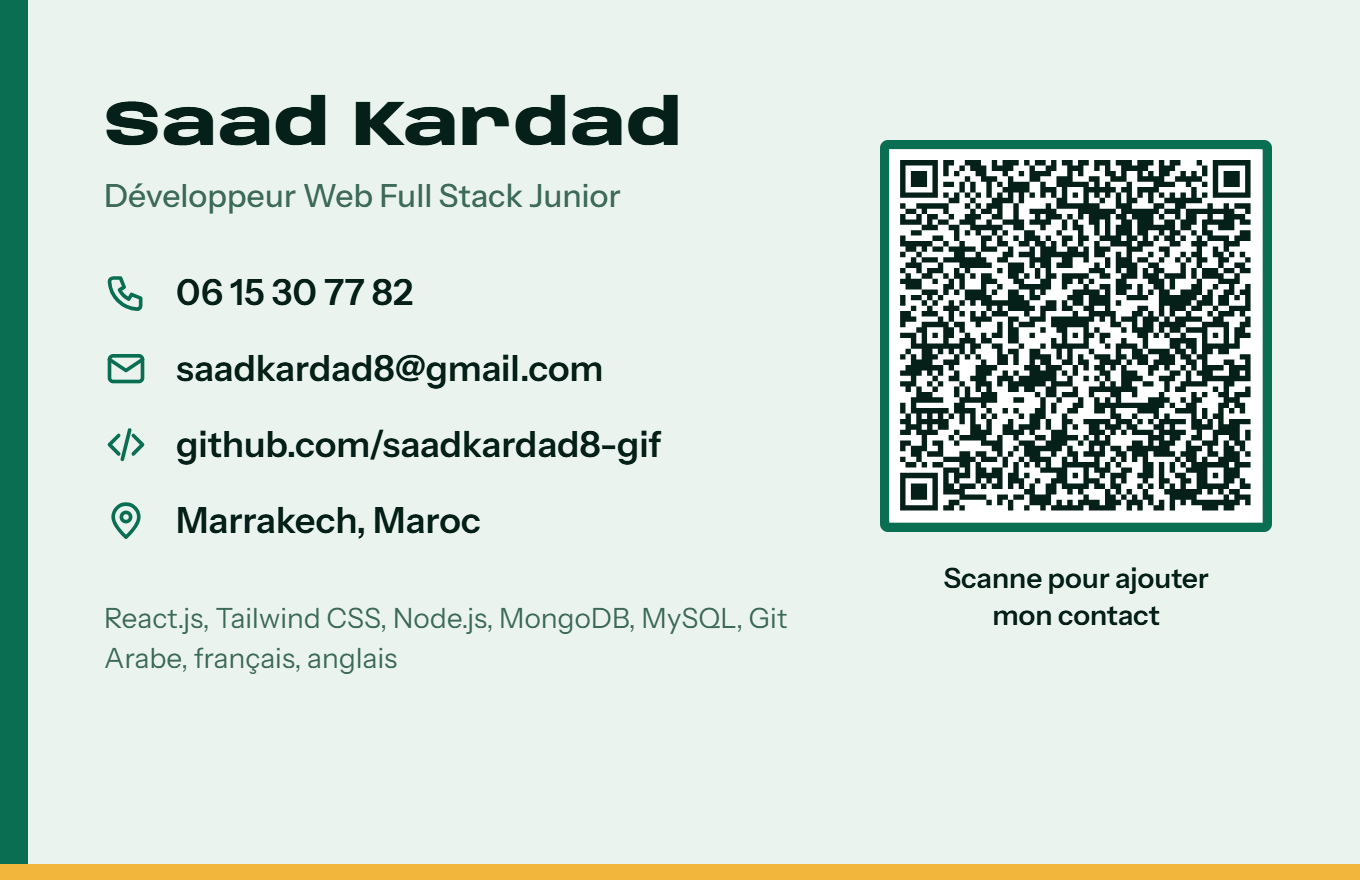 Saad Kardad
Développeur Web Full Stack Junior
06 15 30 77 82
saadkardad8@gmail.com
github.com/saadkardad8-gif
Marrakech, Maroc
React.js, Tailwind CSS, Node.js, MongoDB, MySQL, Git
Arabe, français, anglais
Scanne pour ajouter
mon contact